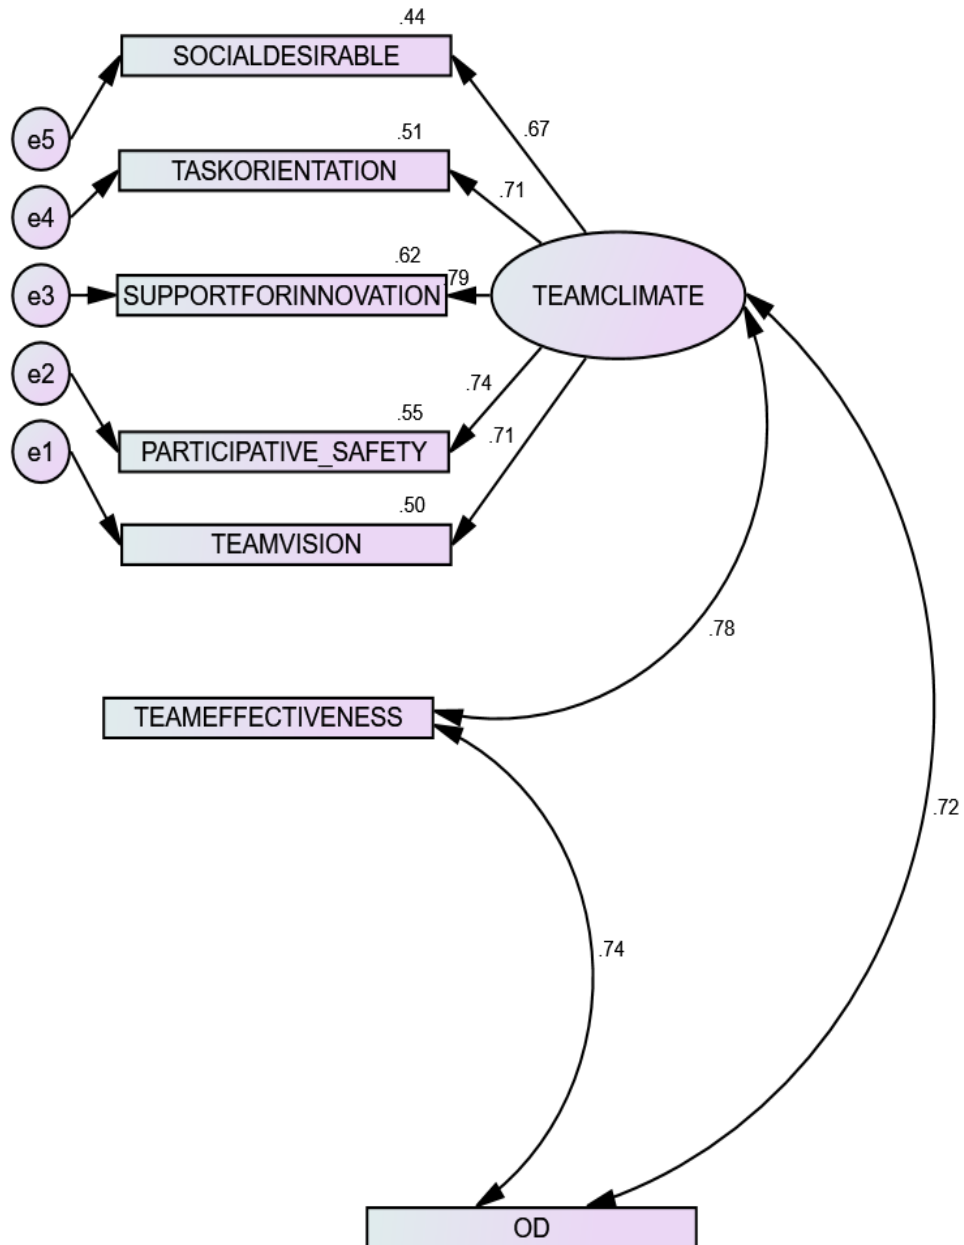 .44
SOCIALDESIRABLE
e5
.67
.51
TASKORIENTATION
.71
e4
.62
e3
SUPPORTFORINNOVATION
.79
TEAMCLIMATE
e2
.74
.55
PARTICIPATIVE_SAFETY
.71
e1
.50
TEAMVISION
.78
TEAMEFFECTIVENESS
.72
.74
OD